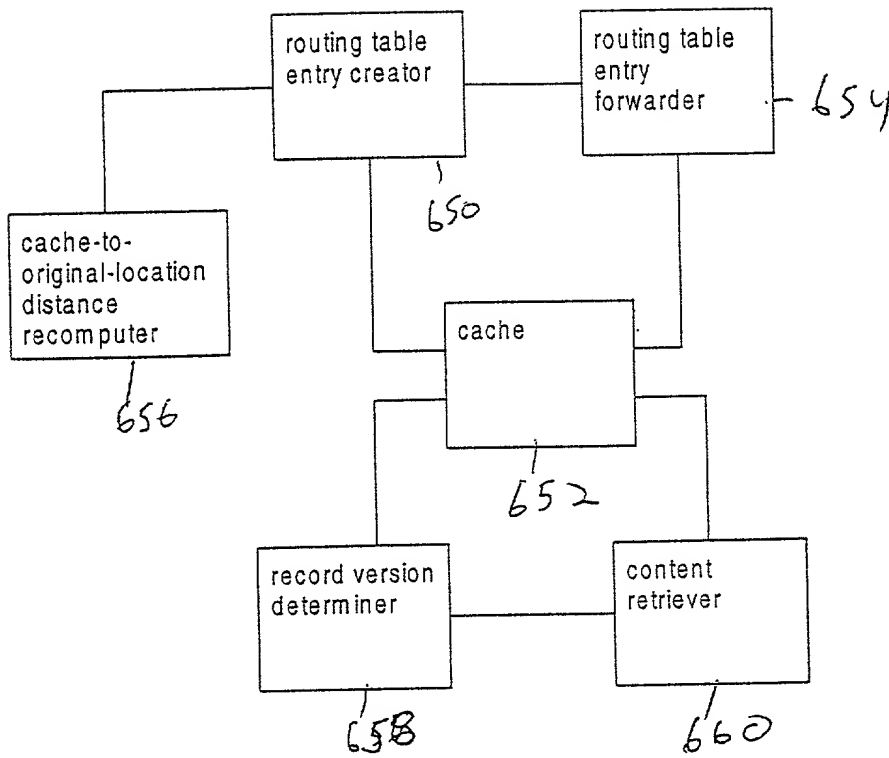 routing table
entry creator
routing table
entry
forwarder
654
650
cache-to-
original-location
distance
recomputer
656
cache
652
record version
determiner
658
content
retriever
660